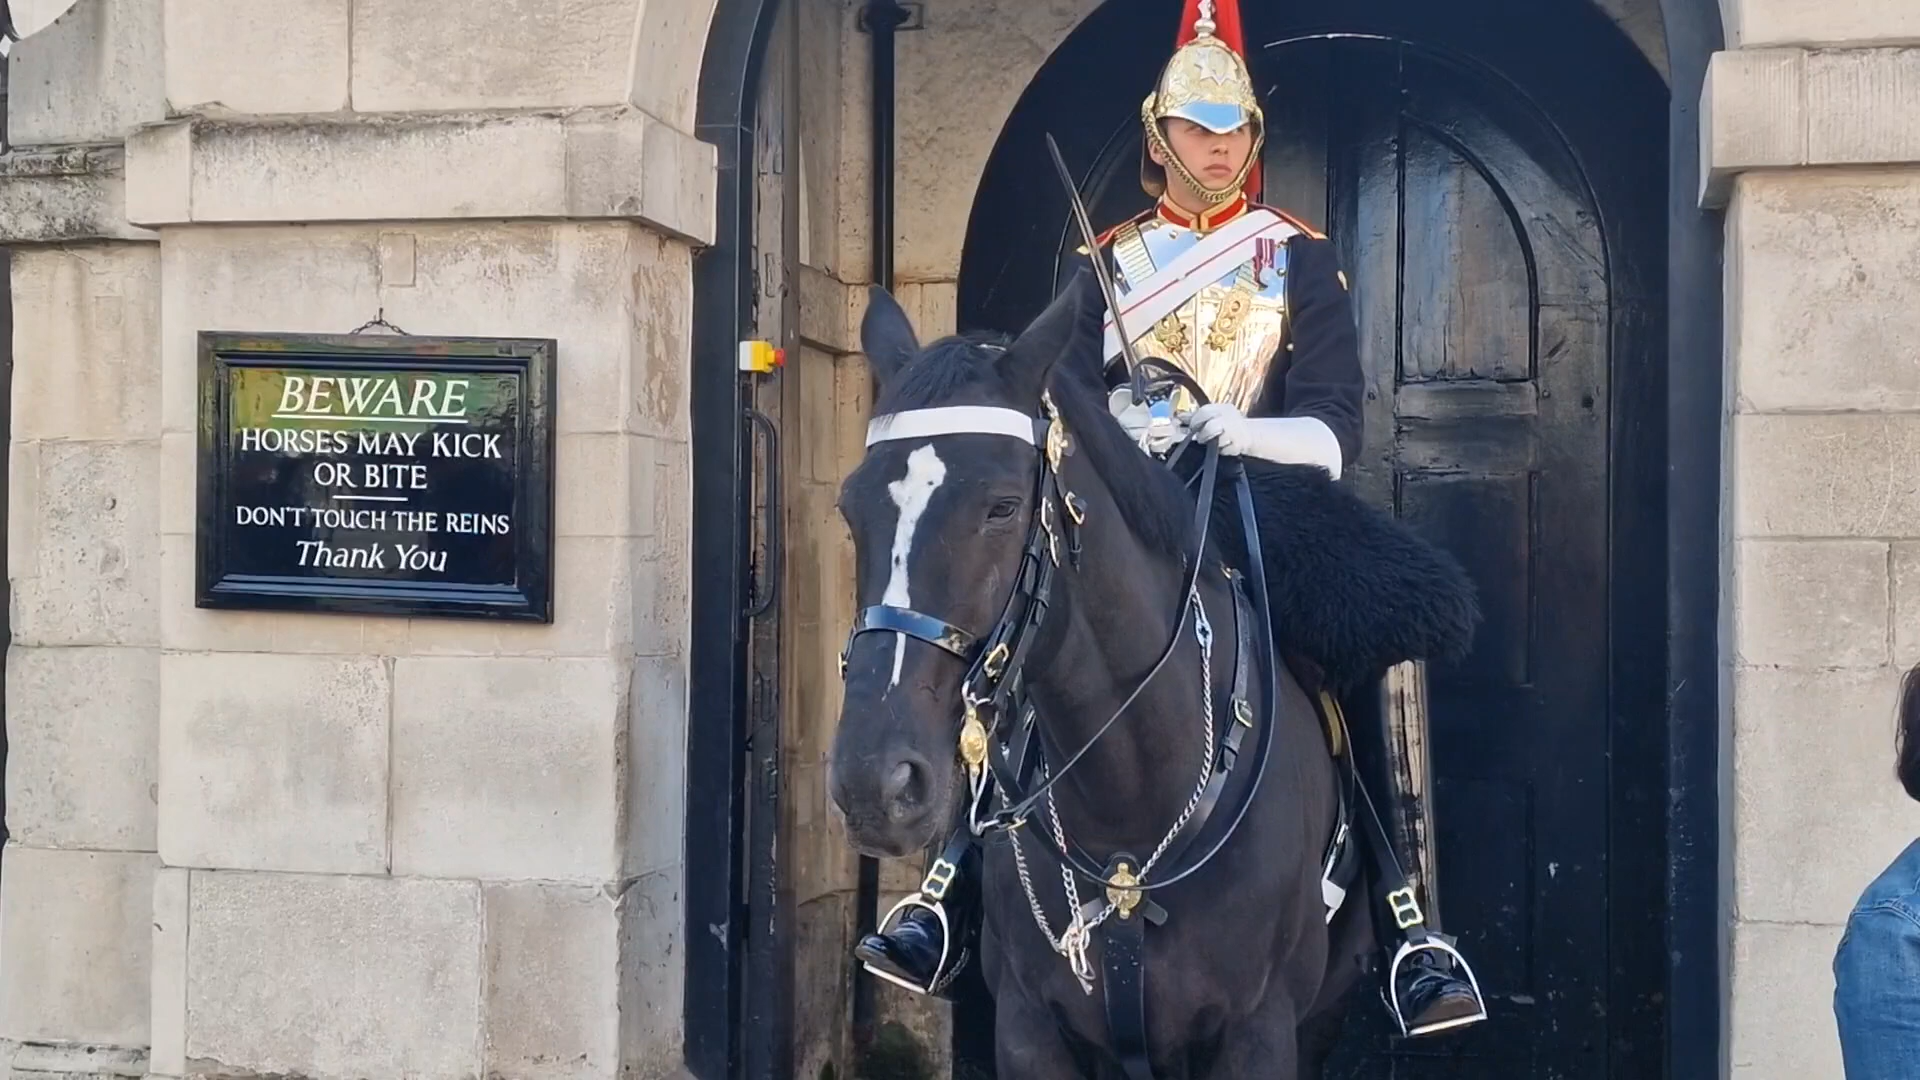 BEWARE
HORSES MAY KICK
OR BITE
DON'T TOUCH THE REINS
Thank You